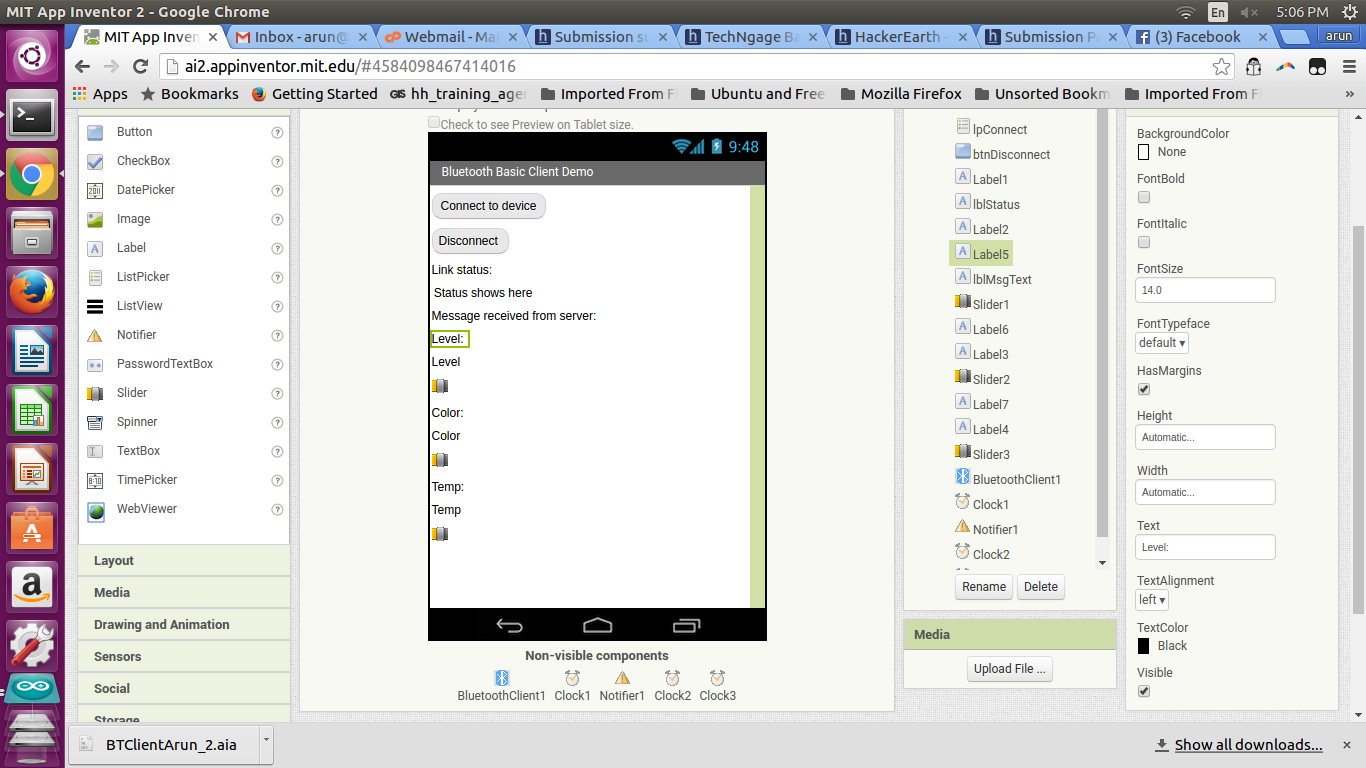 MIT App Inventor 2 - Google Chrome
En
5:06 PM
MIT App Inven
Inbox - arun@
Webmail - Mai
Submission su
TechNgage Ba
HackerEarth -
Submission Pa
(3) Facebook
arun
ai2.appinventor.mit.edu/#4584098467414016
Apps
Bookmarks
Getting Started
hh_training_agen
Imported From Fi
Ubuntu and Free
Mozilla Firefox
Unsorted Bookm
Imported From Fi
»
Button
CheckBox
DatePicker
Image
Label
ListPicker
ListView
Notifier
PasswordTextBox
Slider
Spinner
TextBox
TimePicker
WebViewer
Layout
Media
Drawing and Animation
Sensors
Social
Storage
Check to see Preview on Tablet size.
9:48
Bluetooth Basic Client Demo
Connect to device
Disconnect
Link status:
Status shows here
Message received from server:
Level:
Level
Color:
Color
Temp:
Temp
Non-visible components
BluetoothClient1
Clock1
Notifier1
Clock2
Clock3
lpConnect
btnDisconnect
Label1
lblStatus
Label2
Label5
lblMsgText
Slider1
Label6
Label3
Slider2
Label7
Label4
Slider3
BluetoothClient1
Clock1
Notifier1
Clock2
Rename
Delete
Media
Upload File ...
BackgroundColor
None
FontBold
FontItalic
FontSize
14.0
FontTypeface
default
HasMargins
Height
Automatic...
Width
Automatic...
Text
Level:
TextAlignment
left
TextColor
Black
Visible
BTClientArun_2.aia
Show all downloads...